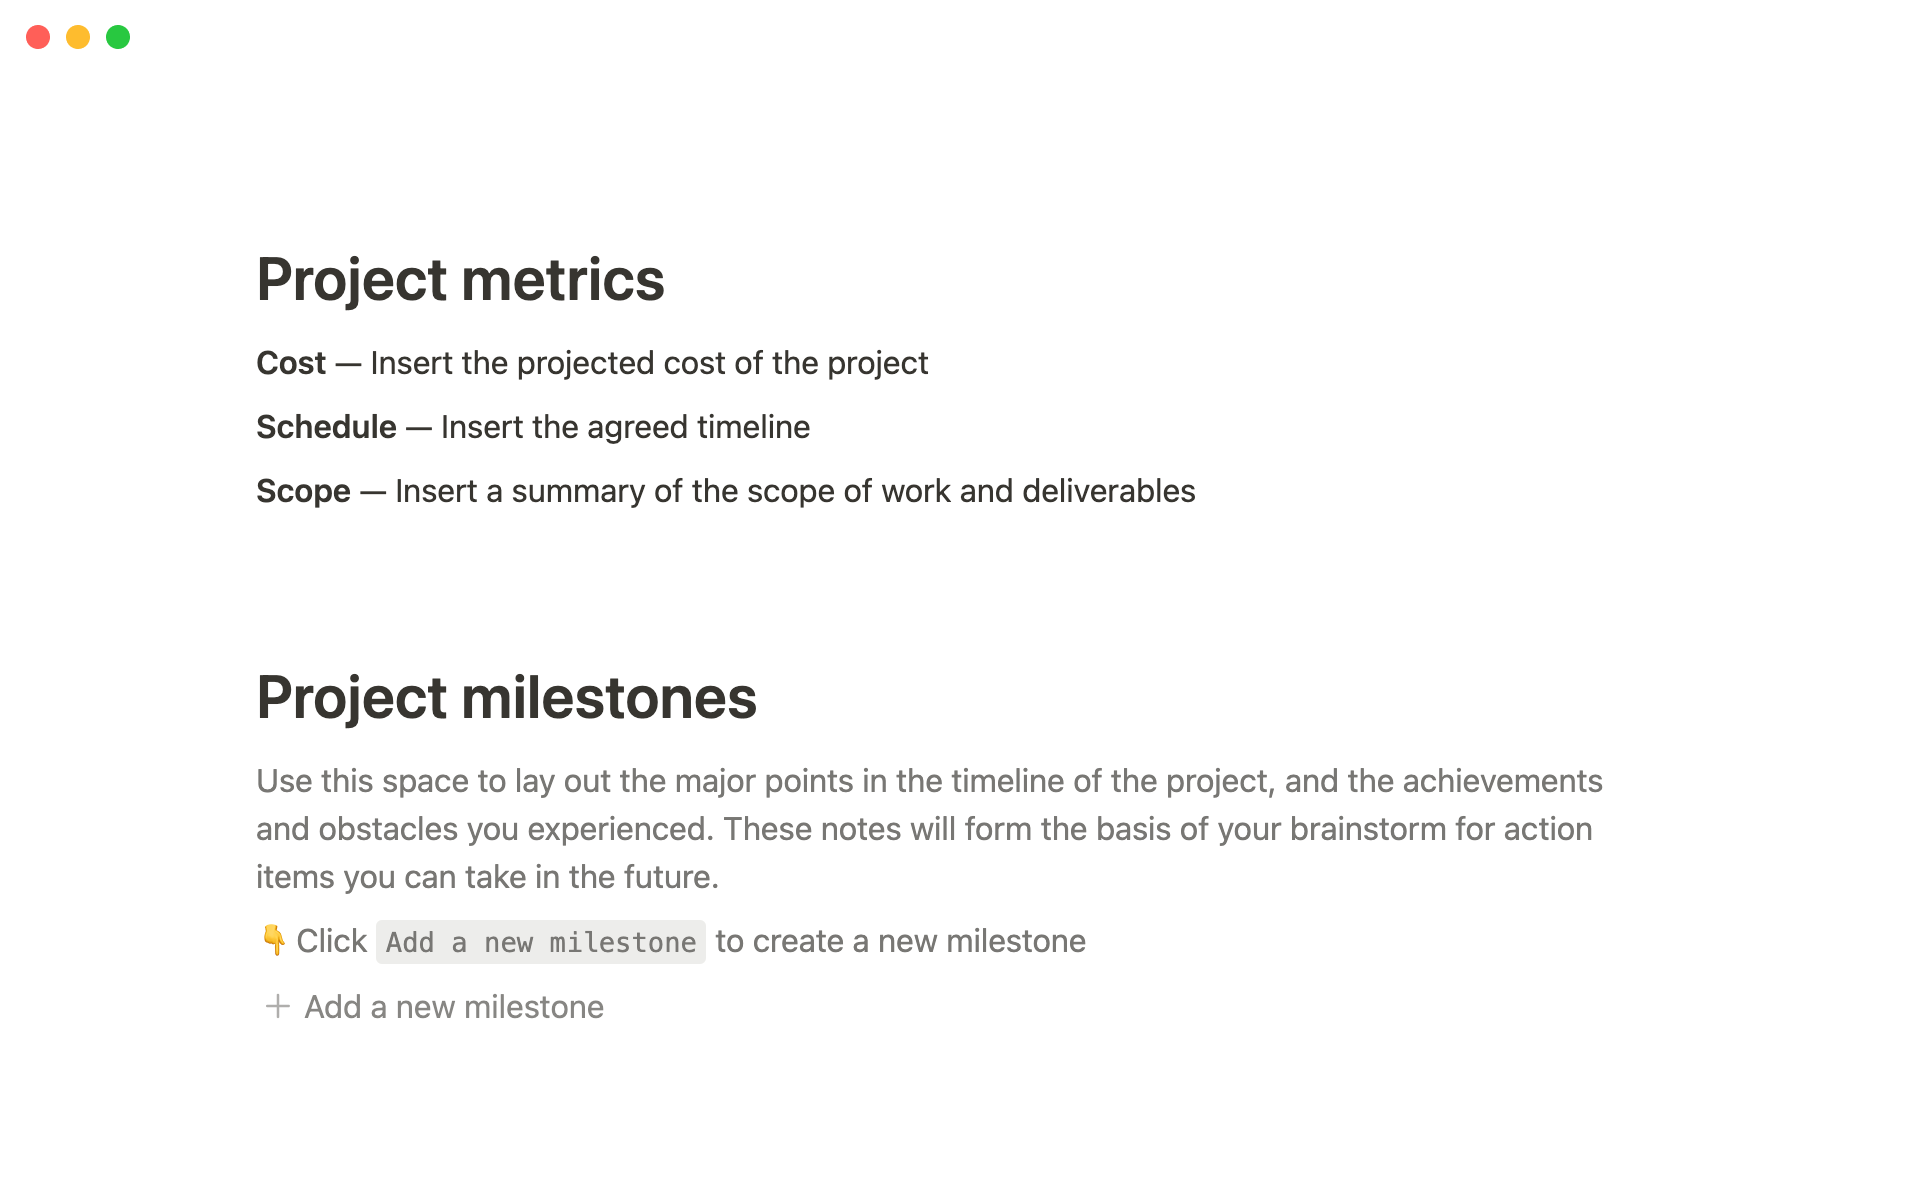 Project metrics
Cost — Insert the projected cost of the project
Schedule — Insert the agreed timeline
Scope — Insert a summary of the scope of work and deliverables
Project milestones
Use this space to lay out the major points in the timeline of the project, and the achievements
and obstacles you experienced. These notes will form the basis of your brainstorm for action
items you can take in the future.
👇 Click Add a new milestone to create a new milestone
+ Add a new milestone